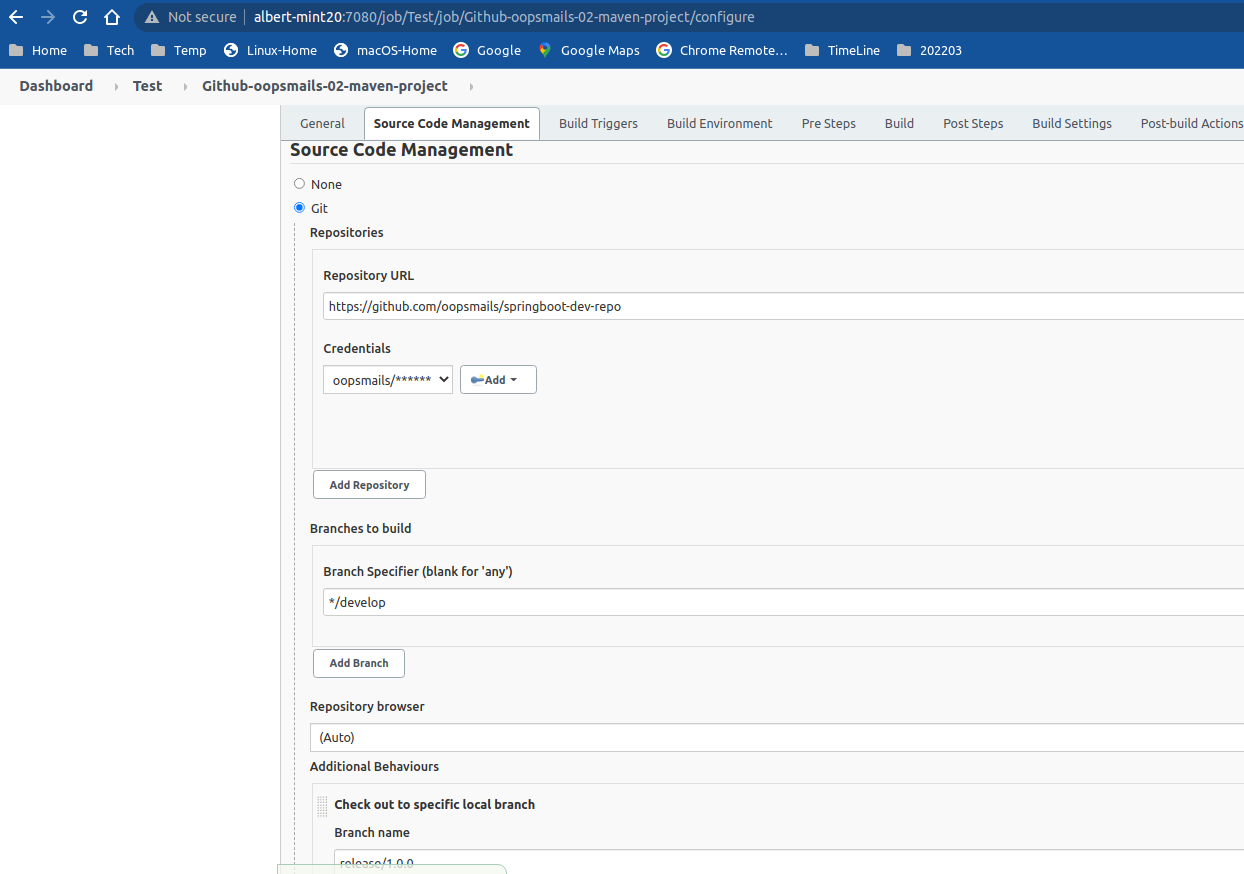 Not secure albert-mint20:7080/job/Test/job/Github-oopsmails-02-maven-project/configure
Home Tech Temp Linux-Home macOS-Home Google Google Maps Chrome Remote... TimeLine 202203
Dashboard Test Github-oopsmails-02-maven-project
General Source Code Management Build Triggers Build Environment Pre Steps Build Post Steps Build Settings Post-build Actions
Source Code Management
None
Git
Repositories
Repository URL
https://github.com/oopsmails/springboot-dev-repo
Credentials
oopsmails/****** Add
Add Repository
Branches to build
Branch Specifier (blank for 'any')
*/develop
Add Branch
Repository browser
(Auto)
Additional Behaviours
Check out to specific local branch
Branch name
release/1.0.0